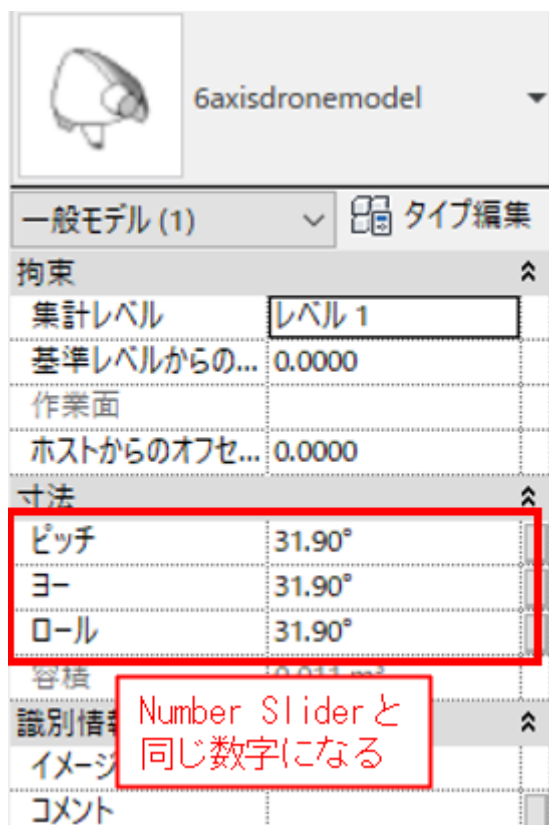 6axisdronemodel
一般モデル (1) タイプ編集
拘束
集計レベル レベル 1
基準レベルからの... 0.0000
作業面
ホストからのオフセ... 0.0000
寸法
ピッチ 31.90°
ヨー 31.90°
ロール 31.90°
容積
Number Sliderと
同じ数字になる
識別情
イメージ
コメント